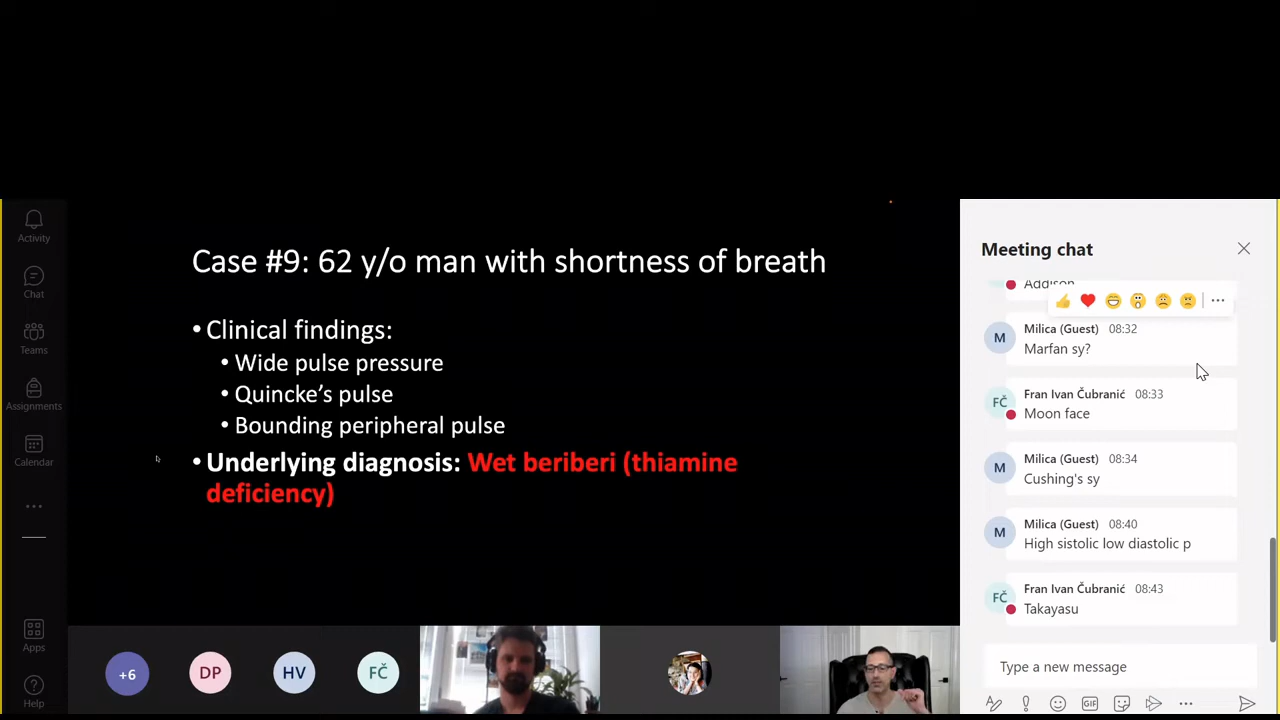 Activity
Chat
Teams
Assignments
Calendar
Apps
Help
Case #9: 62 y/o man with shortness of breath
• Clinical findings:
• Wide pulse pressure
• Quincke’s pulse
• Bounding peripheral pulse
• Underlying diagnosis: Wet beriberi (thiamine
deficiency)
+6
DP
HV
FČ
Meeting chat
Addison
M
Milica (Guest) 08:32
Marfan sy?
FČ
Fran Ivan Čubranić 08:33
Moon face
M
Milica (Guest) 08:34
Cushing's sy
M
Milica (Guest) 08:40
High sistolic low diastolic p
FČ
Fran Ivan Čubranić 08:43
Takayasu
Type a new message
GIF